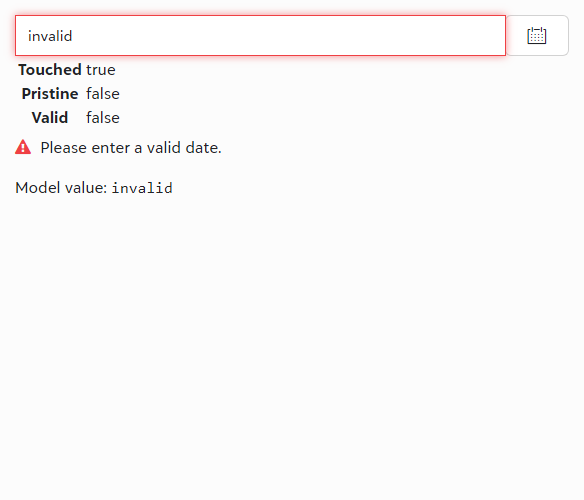 invalid
Touched true
Pristine false
Valid false
Please enter a valid date.
Model value: invalid